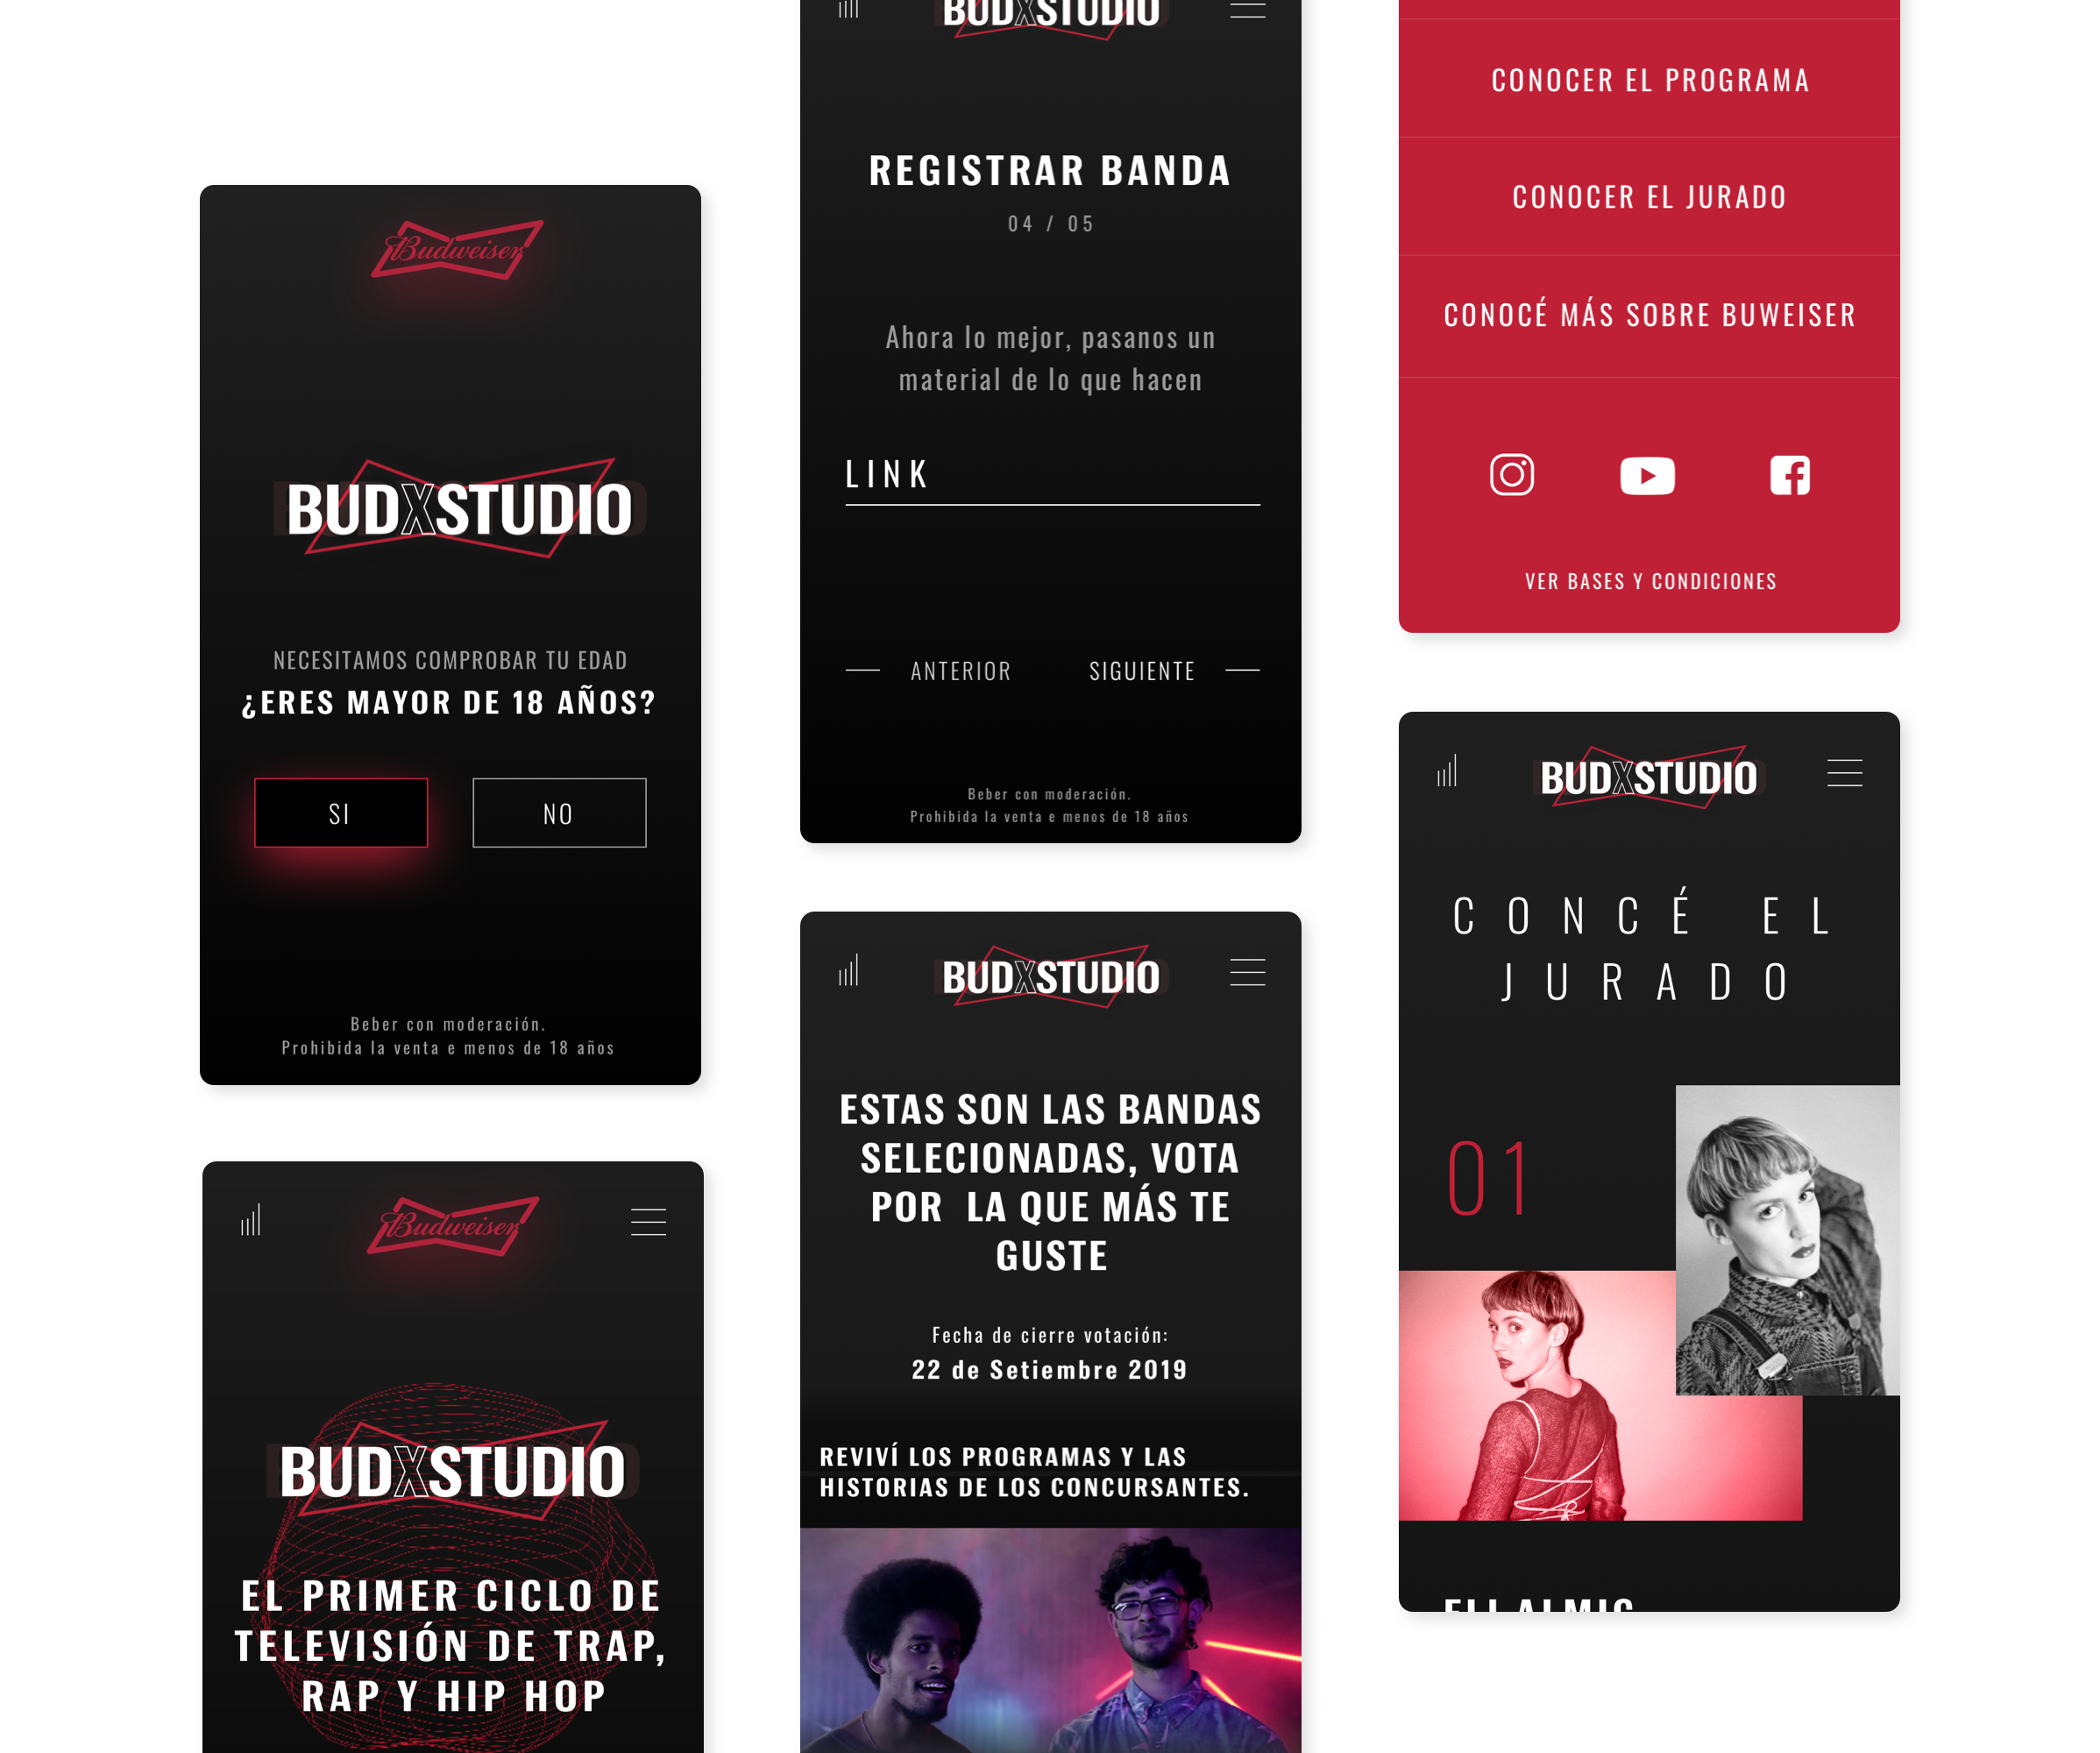 Budweiser
BUDXSTUDIO
NECESITAMOS COMPROBAR TU EDAD
¿ERES MAYOR DE 18 AÑOS?
SI
NO
Beber con moderación.
Prohibida la venta e menos de 18 años
Budweiser
BUDXSTUDIO
EL PRIMER CICLO DE
TELEVISIÓN DE TRAP,
RAP Y HIP HOP
BUDXSTUDIO
REGISTRAR BANDA
04 / 05
Ahora lo mejor, pasanos un
material de lo que hacen
LINK
ANTERIOR
SIGUIENTE
Beber con moderación.
Prohibida la venta e menos de 18 años
BUDXSTUDIO
ESTAS SON LAS BANDAS
SELECIONADAS, VOTA
POR LA QUE MÁS TE
GUSTE
Fecha de cierre votación:
22 de Setiembre 2019
REVIVÍ LOS PROGRAMAS Y LAS
HISTORIAS DE LOS CONCURSANTES.
CONOCER EL PROGRAMA
CONOCER EL JURADO
CONOCÉ MÁS SOBRE BUWEISER
VER BASES Y CONDICIONES
BUDXSTUDIO
CONCÉ EL
JURADO
01